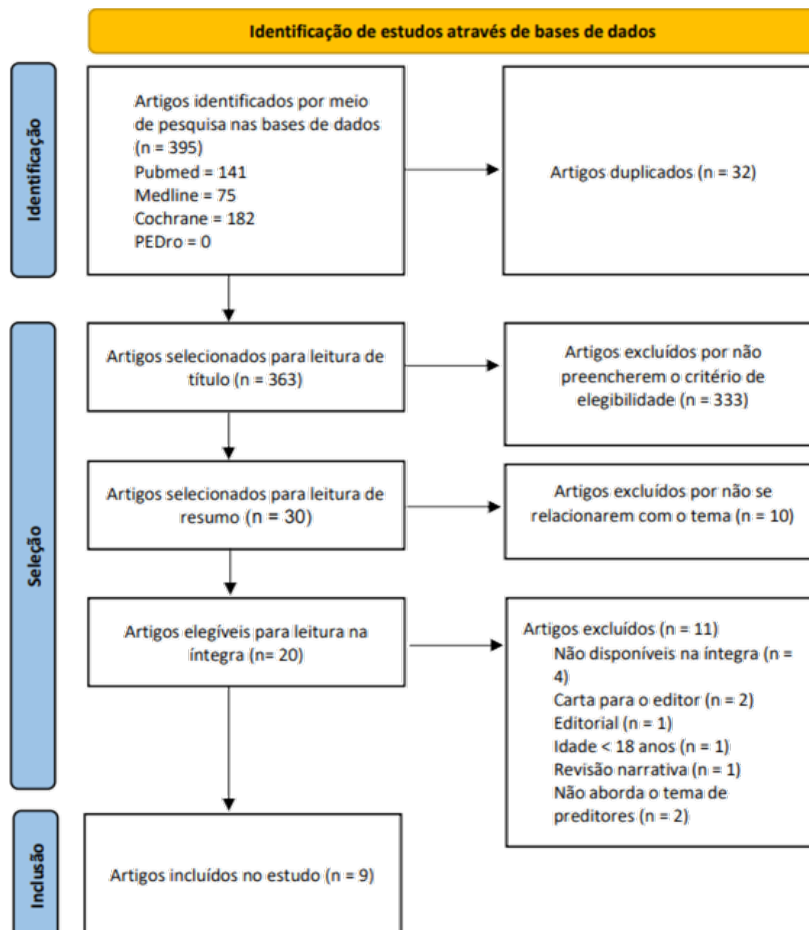 Identificação de estudos através de bases de dados
Identificação
Artigos identificados por meio
de pesquisa nas bases de dados
(n = 395)
Pubmed = 141
Medline = 75
Cochrane = 182
PEDro = 0
Artigos duplicados (n = 32)
Seleção
Artigos selecionados para leitura de
título (n = 363)
Artigos excluídos por não
preencherem o critério de
elegibilidade (n = 333)
Artigos selecionados para leitura de
resumo (n = 30)
Artigos excluídos por não se
relacionarem com o tema (n = 10)
Artigos elegíveis para leitura na
íntegra (n= 20)
Artigos excluídos (n = 11)
Não disponíveis na íntegra (n =
4)
Carta para o editor (n = 2)
Editorial (n = 1)
Idade < 18 anos (n = 1)
Revisão narrativa (n = 1)
Não aborda o tema de
preditores (n = 2)
Inclusão
Artigos incluídos no estudo (n = 9)